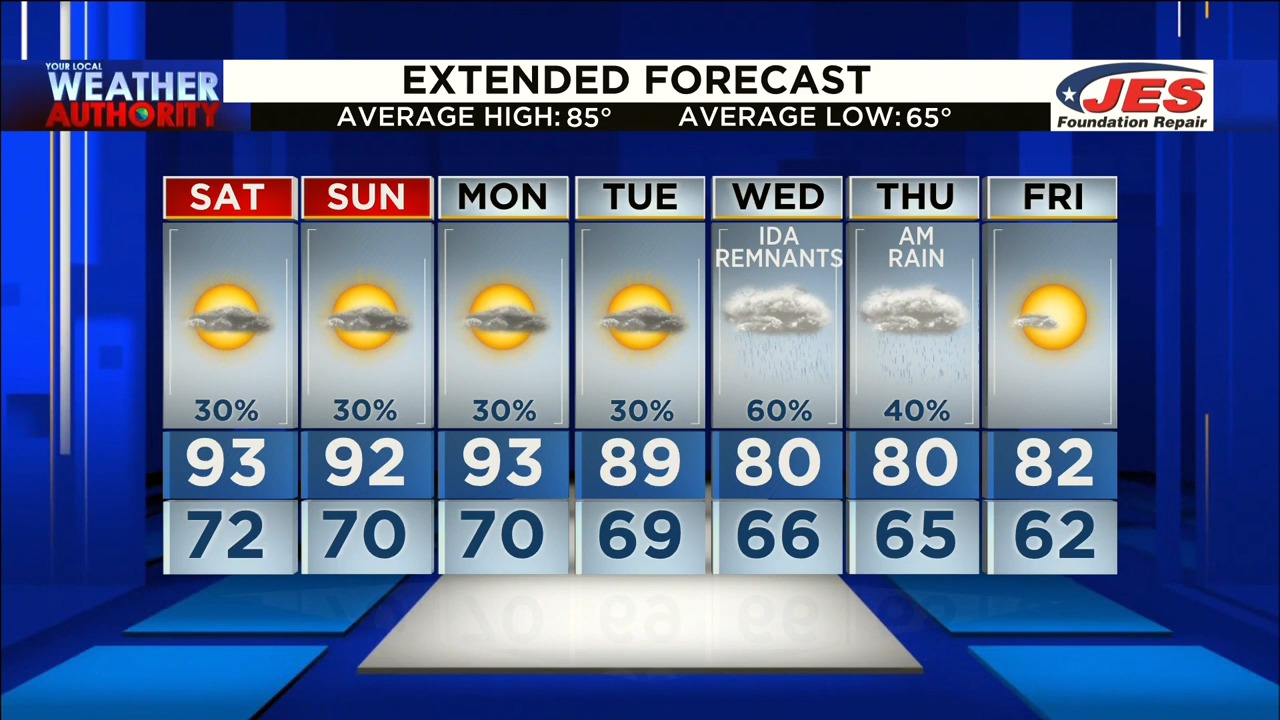 YOUR LOCAL
WEATHER
AUTHORITY
EXTENDED FORECAST
AVERAGE HIGH: 85° AVERAGE LOW: 65°
JES
Foundation Repair
SAT SUN MON TUE WED THU FRI
IDA REMNANTS
AM RAIN
30% 30% 30% 30% 60% 40%
93 92 93 89 80 80 82
72 70 70 69 66 65 62